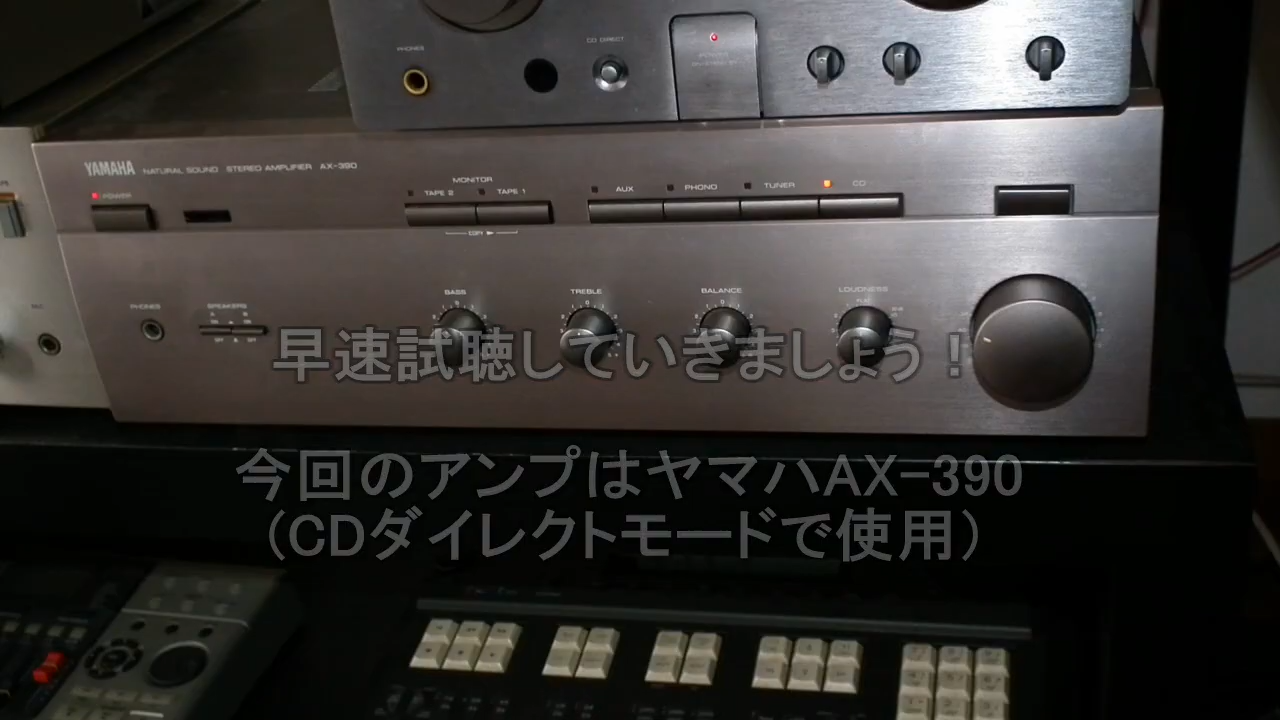 PHONES
CD DIRECT
BALANCE
YAMAHA NATURAL SOUND STEREO AMPLIFIER AX-390
POWER
MONITOR
TAPE 2 TAPE 1
AUX PHONO TUNER CD
PHONES
SPEAKERS
A B
BASS TREBLE BALANCE LOUDNESS
早速試聴していきましょう！
今回のアンプはヤマハAX-390
（CDダイレクトモードで使用）